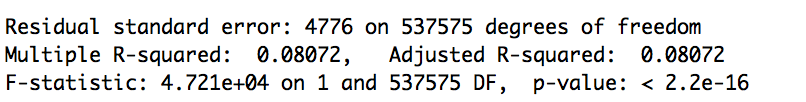 Residual standard error: 4776 on 537575 degrees of freedom
Multiple R-squared:  0.08072,   Adjusted R-squared:  0.08072
F-statistic: 4.721e+04 on 1 and 537575 DF,  p-value: < 2.2e-16